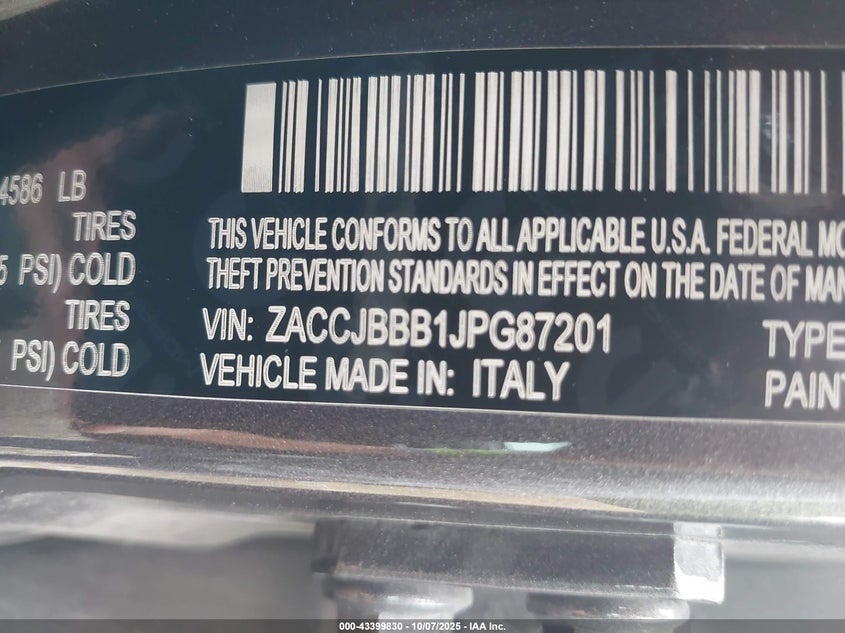 4586 LB
TIRES
5 PSI) COLD
TIRES
PSI) COLD
THIS VEHICLE CONFORMS TO ALL APPLICABLE U.S.A. FEDERAL MO
THEFT PREVENTION STANDARDS IN EFFECT ON THE DATE OF MAN
VIN: ZACCJBBB1JPG87201
VEHICLE MADE IN: ITALY
TYPE
PAINT
000-43399830 - 10/07/2025 - IAA Inc.